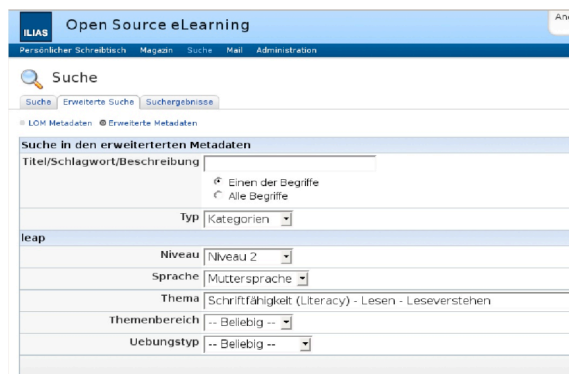 ILIAS Open Source eLearning
Persönlicher Schreibtisch Magazin Suche Mail Administration
Suche
Suche Erweiterte Suche Suchergebnisse
LOM Metadaten Erweiterte Metadaten
Suche in den erweiterterten Metadaten
Titel/Schlagwort/Beschreibung
Einen der Begriffe
Alle Begriffe
Typ Kategorien
leap
Niveau Niveau 2
Sprache Muttersprache
Thema Schriftfähigkeit (Literacy) - Lesen - Leseverstehen
Themenbereich -- Beliebig --
Uebungstyp -- Beliebig --